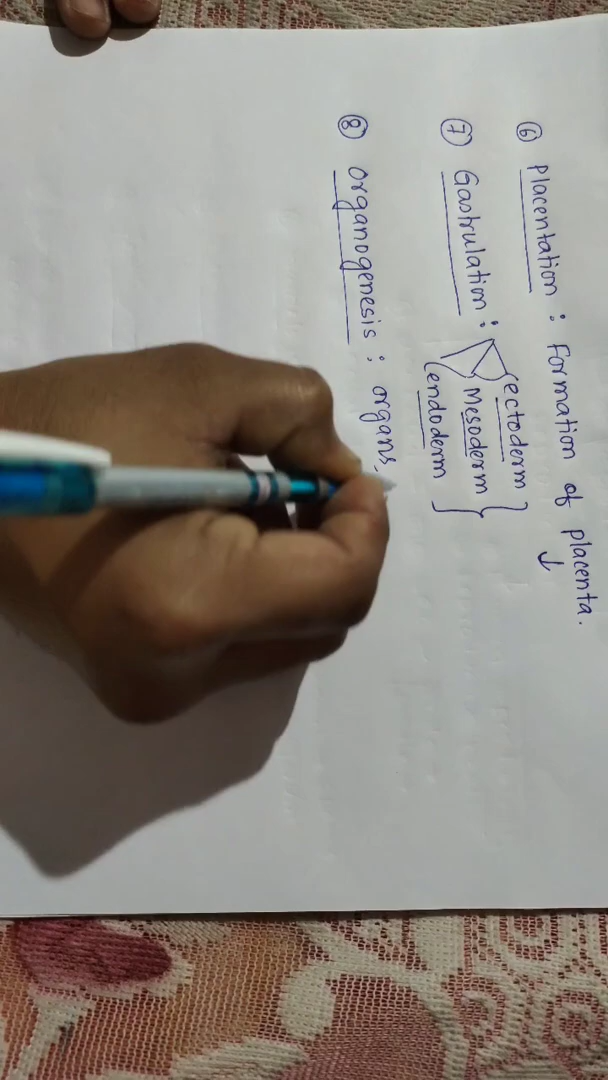 ⑥ Placentation : Formation of placenta.
↓
⑦ Gastrulation : ectoderm
Mesoderm
endoderm
⑧ Organogenesis : organs